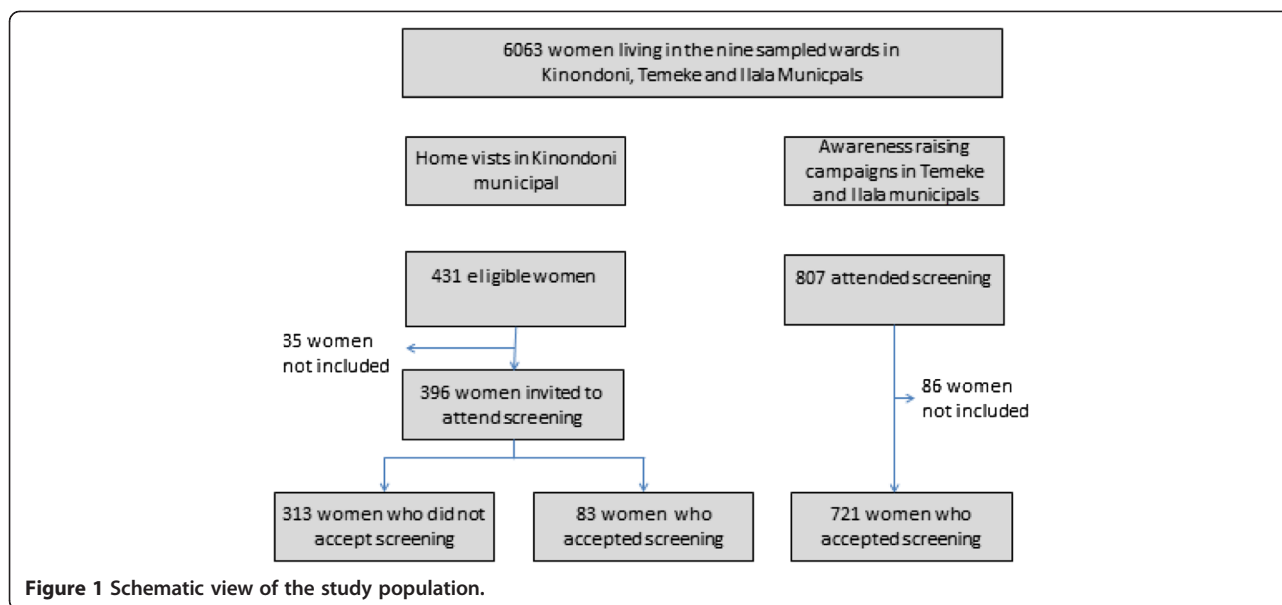 6063 women living in the nine sampled wards in
Kinondoni, Temeke and Ilala Municpals
Home vists in Kinondoni
municipal
Awareness raising
campaigns in Temeke
and Ilala municipals
431 eligible women
807 attended screening
35 women
not included
396 women invited to
attend screening
86 women
not included
313 women who did not
accept screening
83 women who
accepted screening
721 women who
accepted screening
Figure 1 Schematic view of the study population.